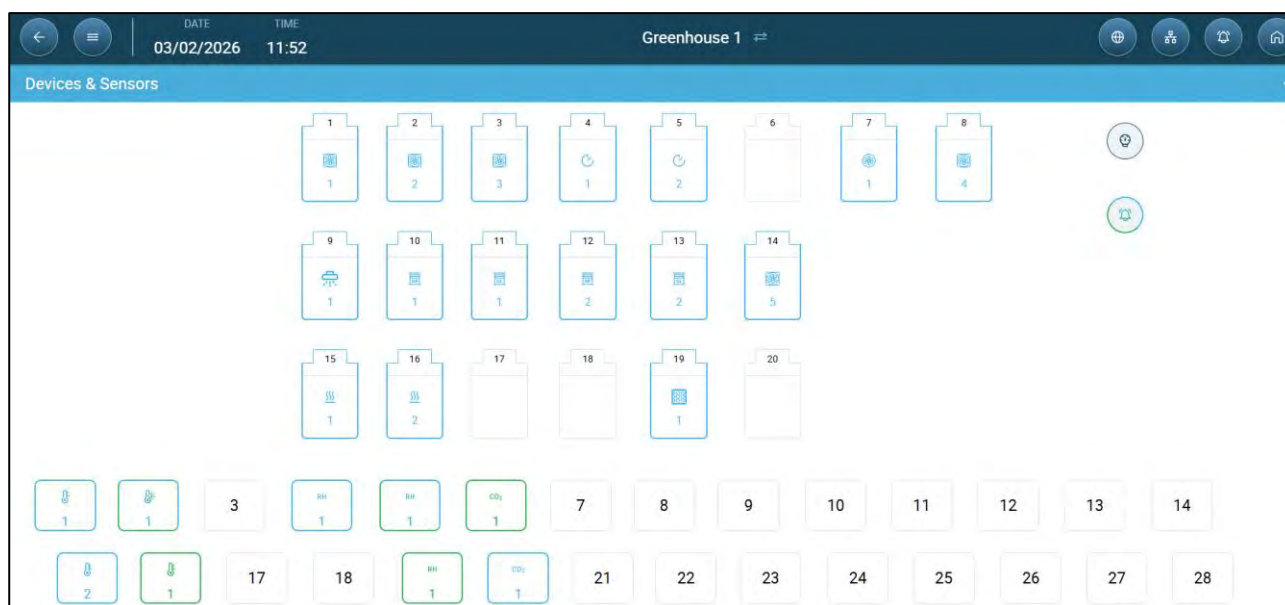 DATE TIME
03/02/2026 11:52
Greenhouse 1
Devices & Sensors
1 2 3 4 5 6 7 8
1 2 3 1 2 1 4
9 10 11 12 13 14
1 1 1 2 2 5
15 16 17 18 19 20
1 2 1
RH RH CO₂
1 1 3 1 1 1 7 8 9 10 11 12 13 14
RH CO₂
2 1 17 18 1 1 21 22 23 24 25 26 27 28